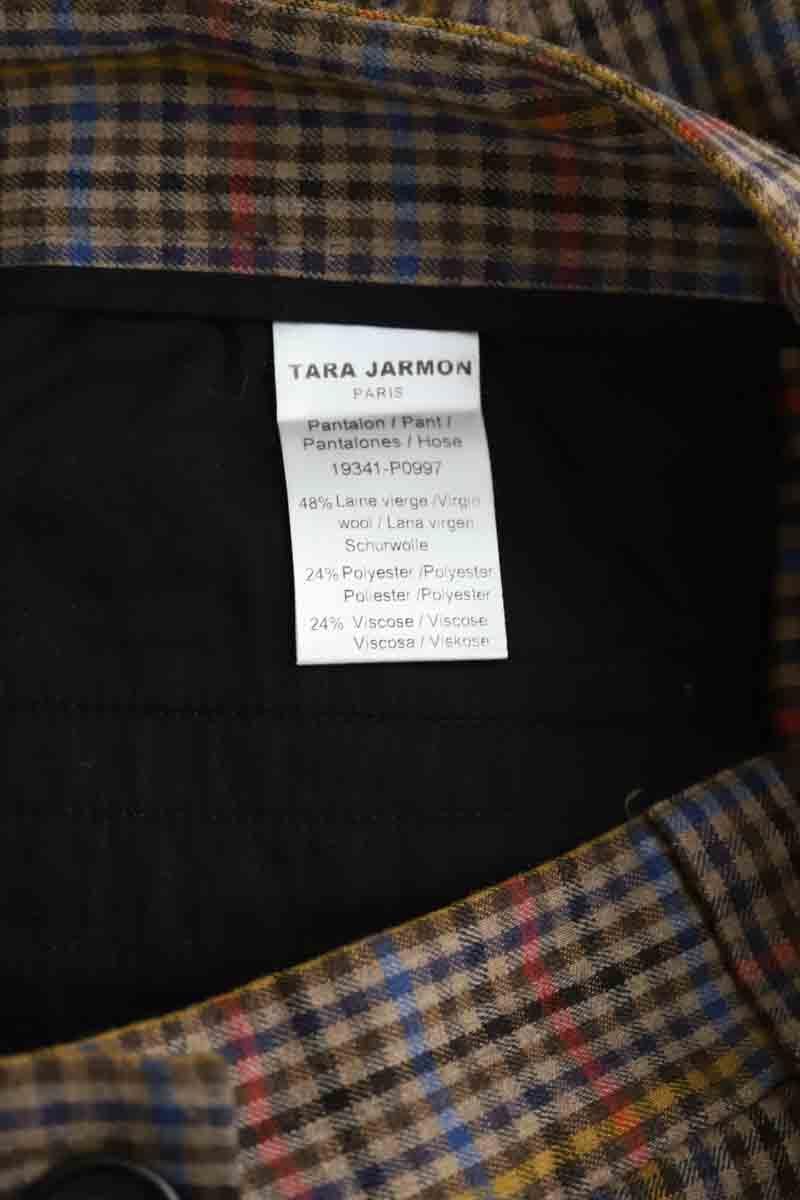 TARA JARMON
PARIS
Pantalon / Pant /
Pantalones / Hose
19341-P0997
48% Laine vierge /Virgin
wool / Lana virgen
Schurwolle
24% Polyester /Polyester
Poliester /Polyester
24% Viscose / Viscose
Viscosa / Viskose